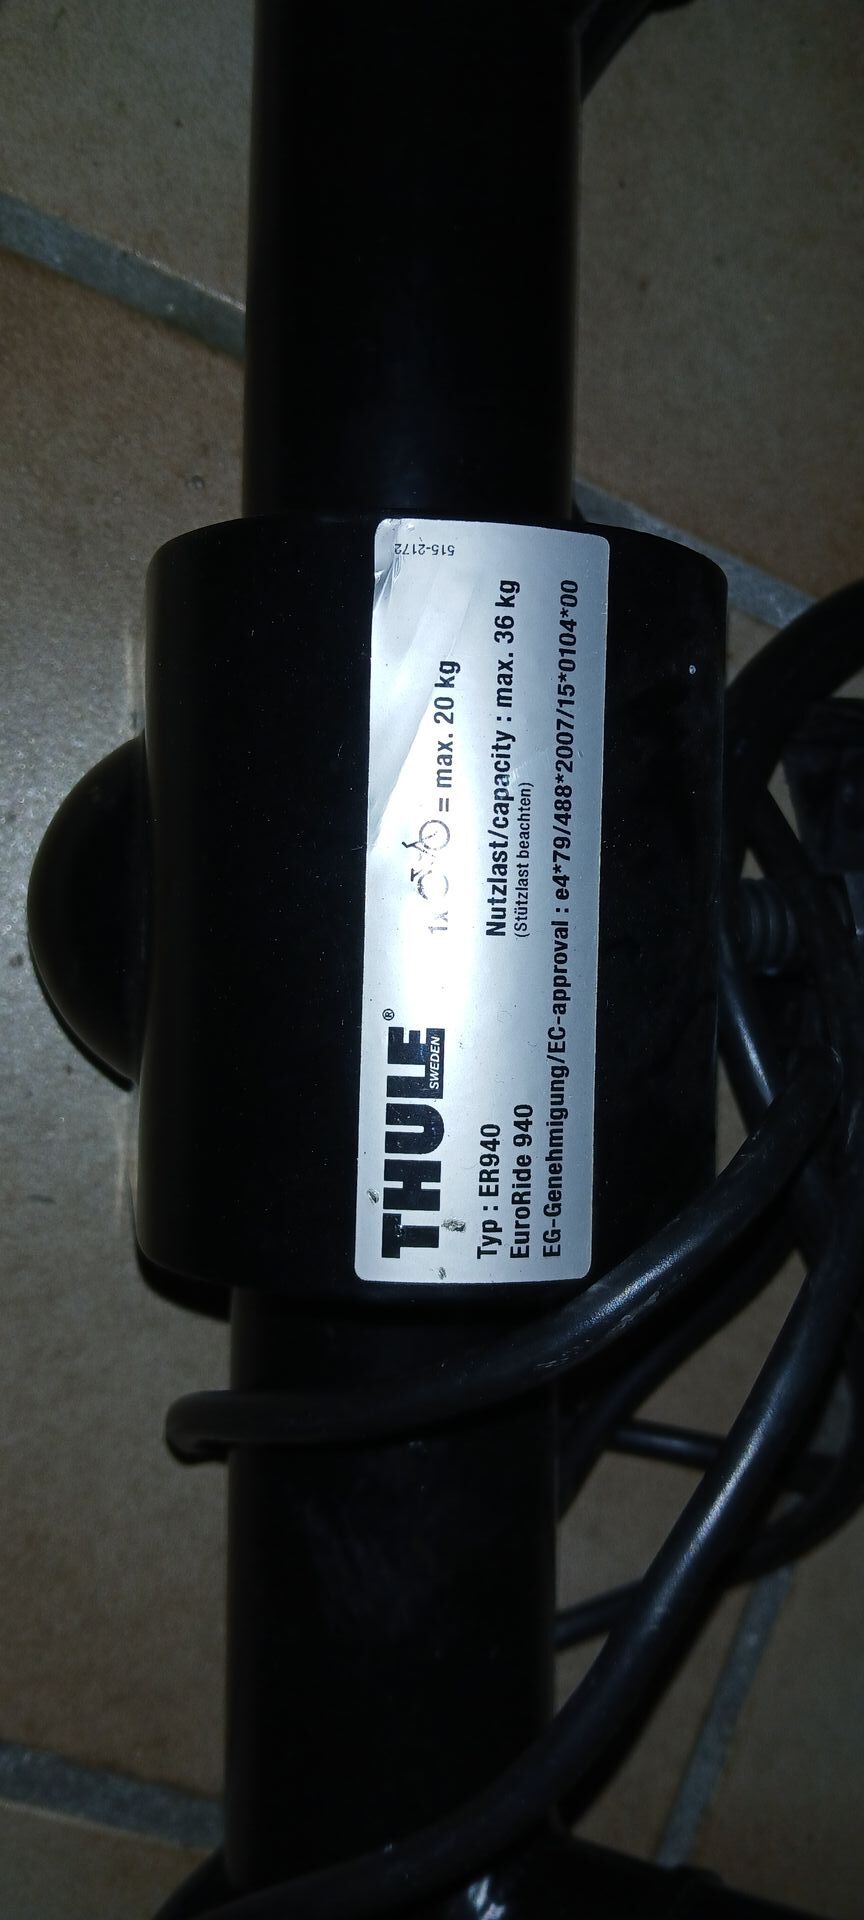 THULE®
SWEDEN
1x = max. 20 kg
Typ : ER940
EuroRide 940
Nutzlast/capacity : max. 36 kg
(Stützlast beachten)
EG-Genehmigung/EC-approval : e4*79/488*2007/15*0104*00
515-2172